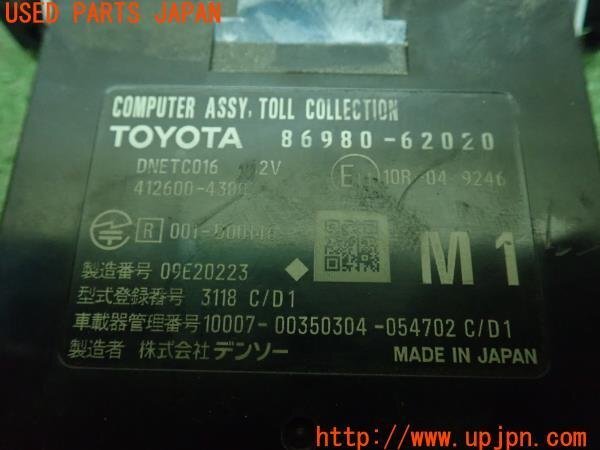 USED PARTS JAPAN
COMPUTER ASSY, TOLL COLLECTION
TOYOTA 86980-62020
DNETC016 12V
412600-430
E 10R-04-9246
R
製造番号 09E20223
M1
型式登録番号 3118 C/D1
車載器管理番号 10007-00350304-054702 C/D1
製造者 株式会社デンソー MADE IN JAPAN
UPJ
http://www.upjpn.com